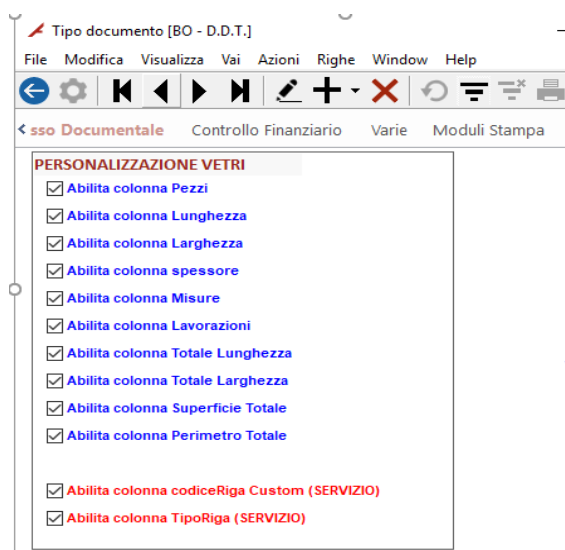 Tipo documento [BO - D.D.T.]
File Modifica Visualizza Vai Azioni Righe Window Help
sso Documentale Controllo Finanziario Varie Moduli Stampa
PERSONALIZZAZIONE VETRI
Abilita colonna Pezzi
Abilita colonna Lunghezza
Abilita colonna Larghezza
Abilita colonna spessore
Abilita colonna Misure
Abilita colonna Lavorazioni
Abilita colonna Totale Lunghezza
Abilita colonna Totale Larghezza
Abilita colonna Superficie Totale
Abilita colonna Perimetro Totale
Abilita colonna codiceRiga Custom (SERVIZIO)
Abilita colonna TipoRiga (SERVIZIO)